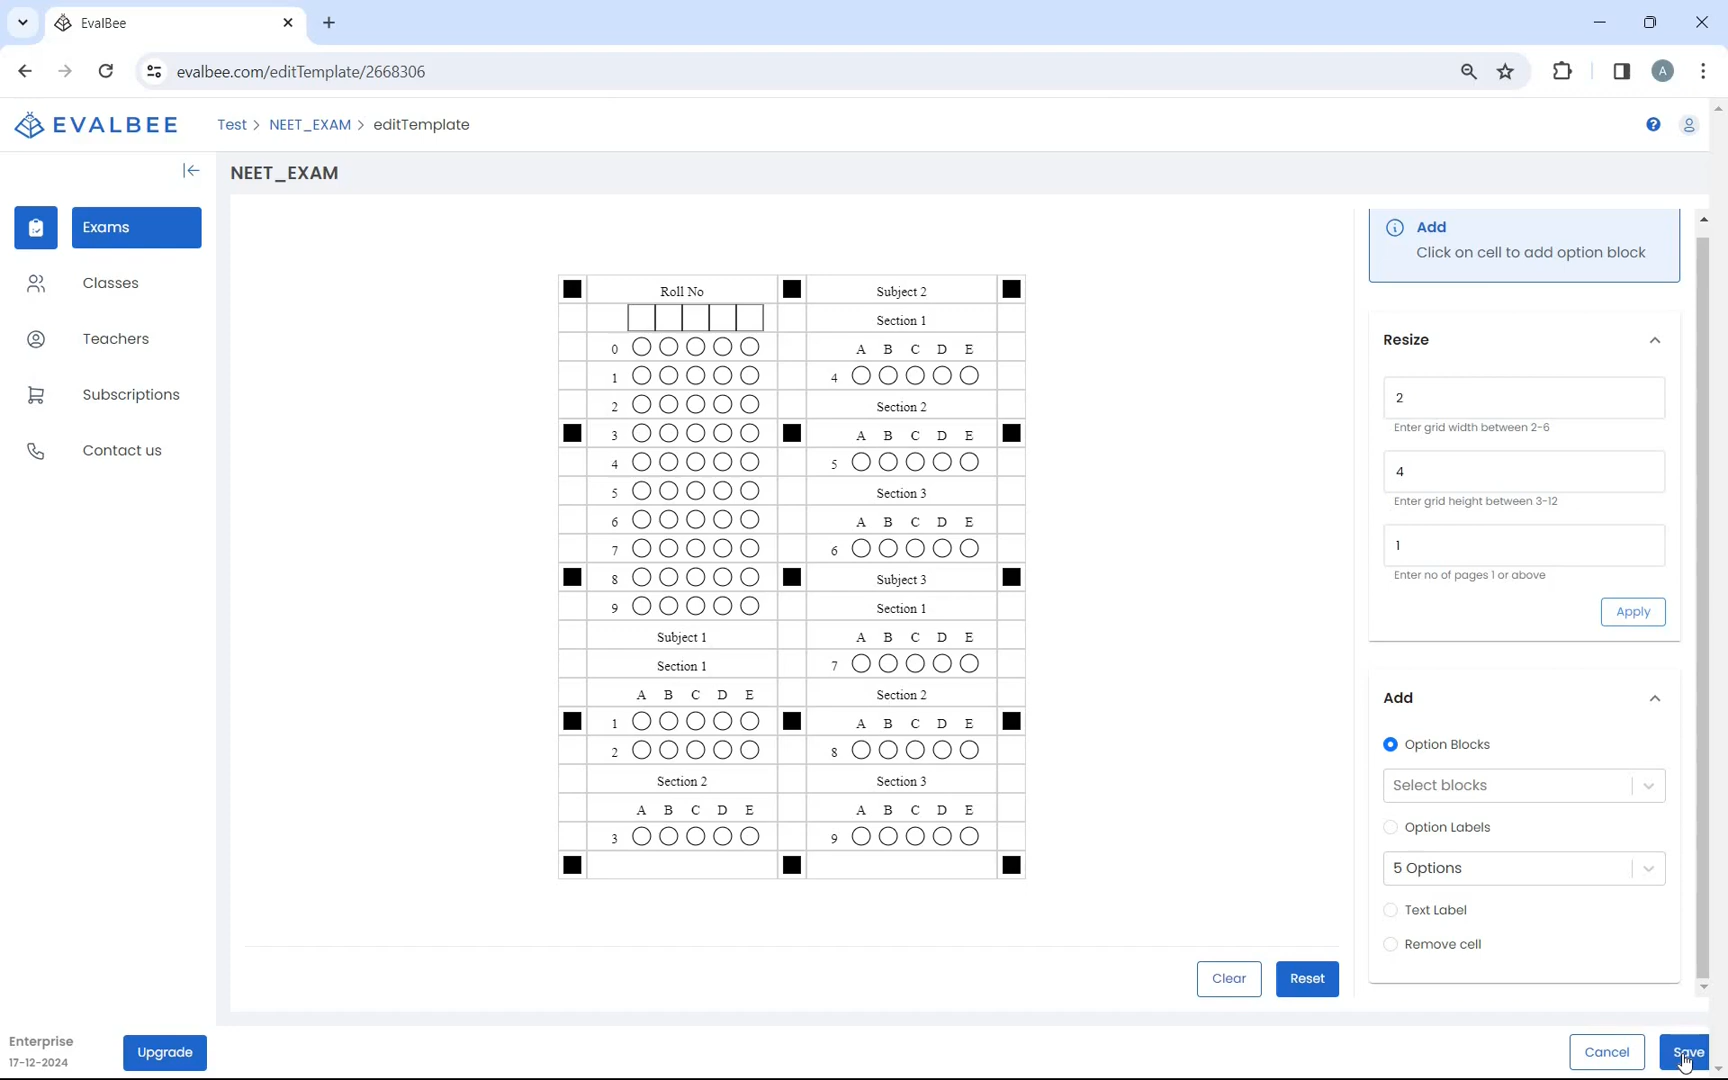 EvalBee
evalbee.com/editTemplate/2668306
A
EVALBEE
Test > NEET_EXAM > editTemplate
NEET_EXAM
Exams
Classes
Teachers
Subscriptions
Contact us
Roll No
0
1
2
3
4
5
6
7
8
9
Subject 1
Section 1
A B C D E
1
2
Section 2
A B C D E
3
Subject 2
Section 1
A B C D E
4
Section 2
A B C D E
5
Section 3
A B C D E
6
Subject 3
Section 1
A B C D E
7
Section 2
A B C D E
8
Section 3
A B C D E
9
Clear
Reset
Add
Click on cell to add option block
Resize
2
Enter grid width between 2-6
4
Enter grid height between 3-12
1
Enter no of pages 1 or above
Apply
Add
Option Blocks
Select blocks
Option Labels
5 Options
Text Label
Remove cell
Enterprise
17-12-2024
Upgrade
Cancel
Save